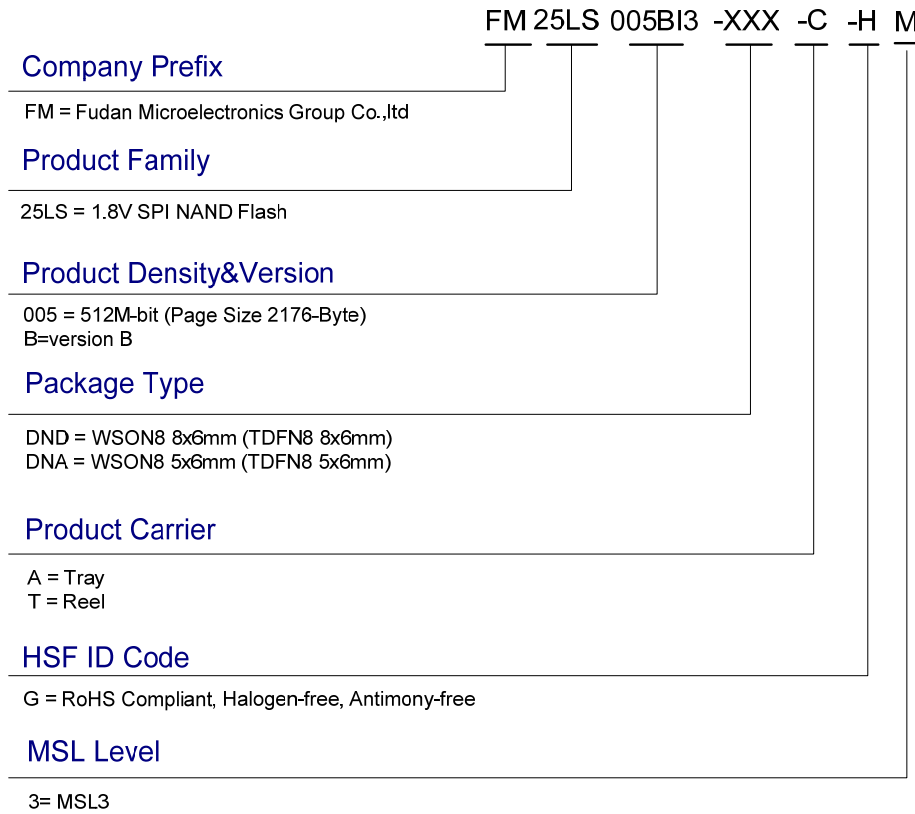 FM 25LS 005BI3 -XXX -C -H M
Company Prefix
FM = Fudan Microelectronics Group Co.,ltd
Product Family
25LS = 1.8V SPI NAND Flash
Product Density&Version
005 = 512M-bit (Page Size 2176-Byte)
B=version B
Package Type
DND = WSON8 8x6mm (TDFN8 8x6mm)
DNA = WSON8 5x6mm (TDFN8 5x6mm)
Product Carrier
A = Tray
T = Reel
HSF ID Code
G = RoHS Compliant, Halogen-free, Antimony-free
MSL Level
3= MSL3